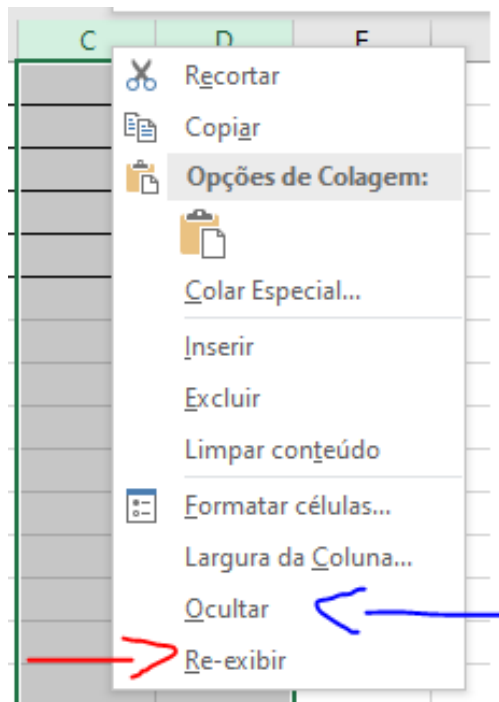 C D E
Recortar
Copiar
Opções de Colagem:
Colar Especial...
Inserir
Excluir
Limpar conteúdo
Formatar células...
Largura da Coluna...
Ocultar
Re-exibir